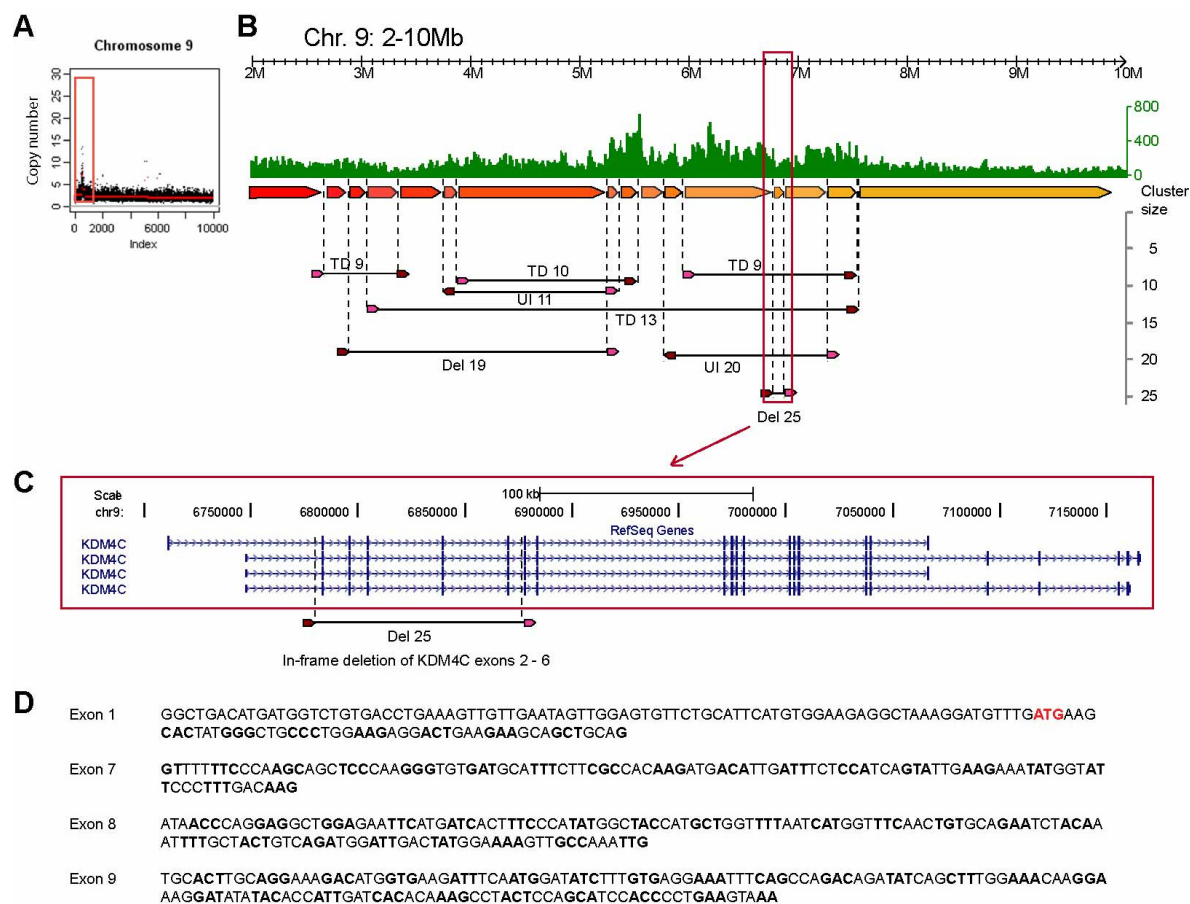 A
Chromosome 9
Copy number
30
25
20
15
10
5
0
0 2000 6000 10000
Index
B
Chr. 9: 2-10Mb
2M 3M 4M 5M 6M 7M 8M 9M 10M
800
400
0
Cluster
size
5
10
15
20
25
TD 9
TD 10
TD 9
UI 11
TD 13
Del 19
UI 20
Del 25
C
Scale
100 kb
chr9: 6750000 6800000 6850000 6900000 6950000 7000000 7050000 7100000 7150000
RefSeq Genes
KDM4C
KDM4C
KDM4C
KDM4C
Del 25
In-frame deletion of KDM4C exons 2 - 6
D
Exon 1 GGCTGACATGATGGTCTGTGACCTGAAAGTTGTTGAATAGTTGGAGTGTTCTGCATTCATGTGGAAGAGGCTAAAGGATGTTTGATGAAG
CACTATGGGCTGCCCTGGAAGAGGACTGAAGAAGCAGCTGCAG
Exon 7 GTTTTTTCCCAAGCAGCTCCCAAGGGTGTGATGCATTTCTTCGCCACAAGATGACATTGATTTCTCCATCAGTATTGAAGAAATATGGTAT
TCCCTTTGACAAG
Exon 8 ATAACCCAGGAGGCTGGAGAATTCATGATCACTTTCCCATATGGCTACCATGCTGGTTTTAATCATGGTTTCAACTGTGCAGAATCTACAA
ATTTTGCTACTGTCAGATGGATTGACTATGGAAAAGTTGCCAAATTG
Exon 9 TGCACTTGCAGGAAAGACATGGTGAAGATTTCAATGGATATCTTTGTGAGGAAATTTCAGCCAGACAGATATCAGCTTTGGAAACAAGGA
AAGGATATATACACCATTGATCACACAAAGCCTACTCCAGCATCCACCCCTGAAGTAAA